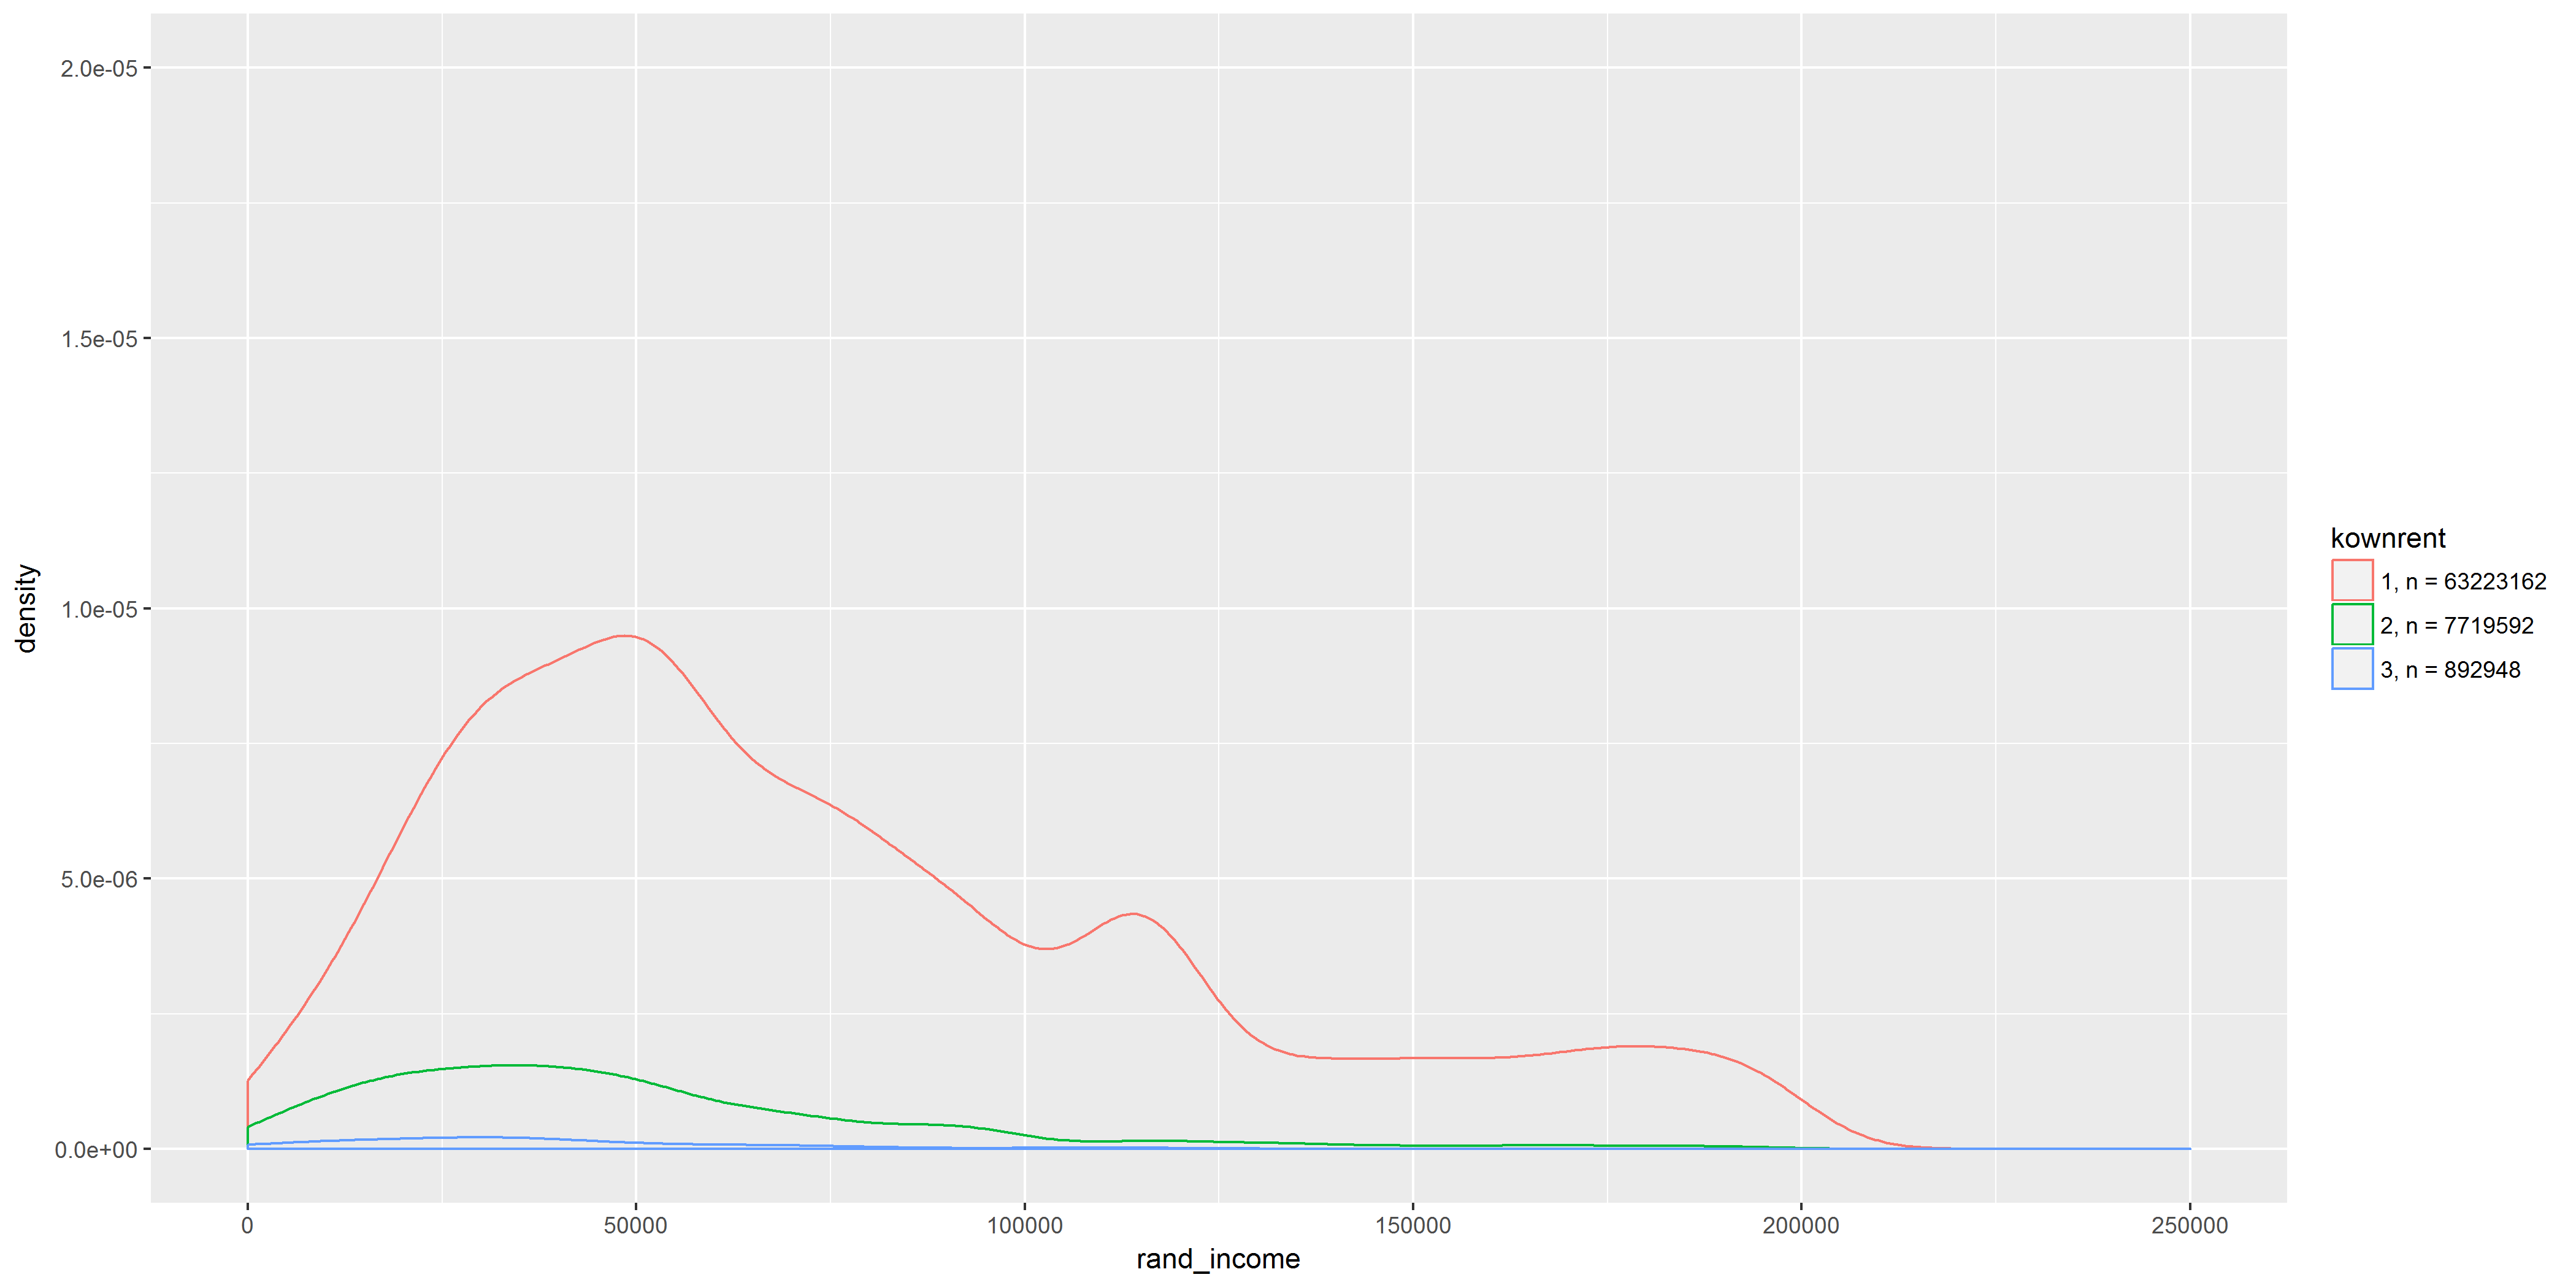 2.0e-05
1.5e-05
1.0e-05
5.0e-06
0.0e+00
density
0 50000 100000 150000 200000 250000
rand_income
kownrent
1, n = 63223162
2, n = 7719592
3, n = 892948